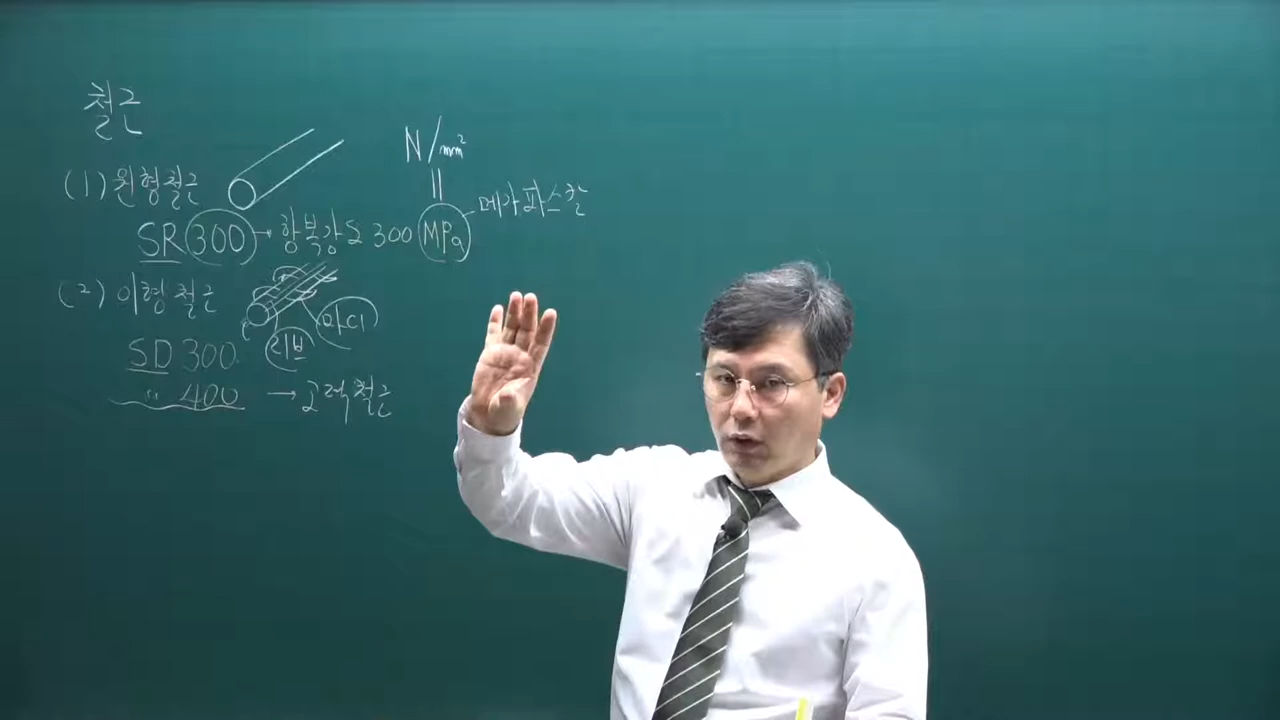 철근
N/mm²
||
(1) 원형철근
메가파스칼
SR 300 → 항복강도 300 MPa
(2) 이형철근
마디
리브
SD 300
〃 400 → 고력철근